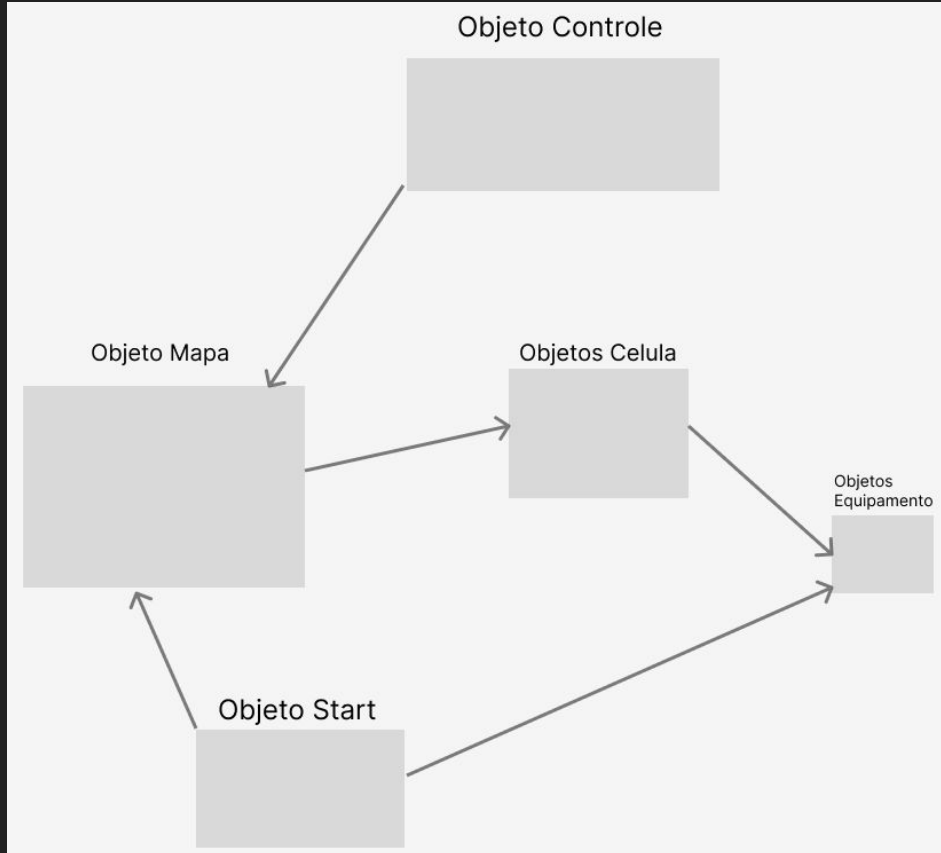 Objeto Controle
Objeto Mapa
Objetos Celula
Objetos
Equipamento
Objeto Start